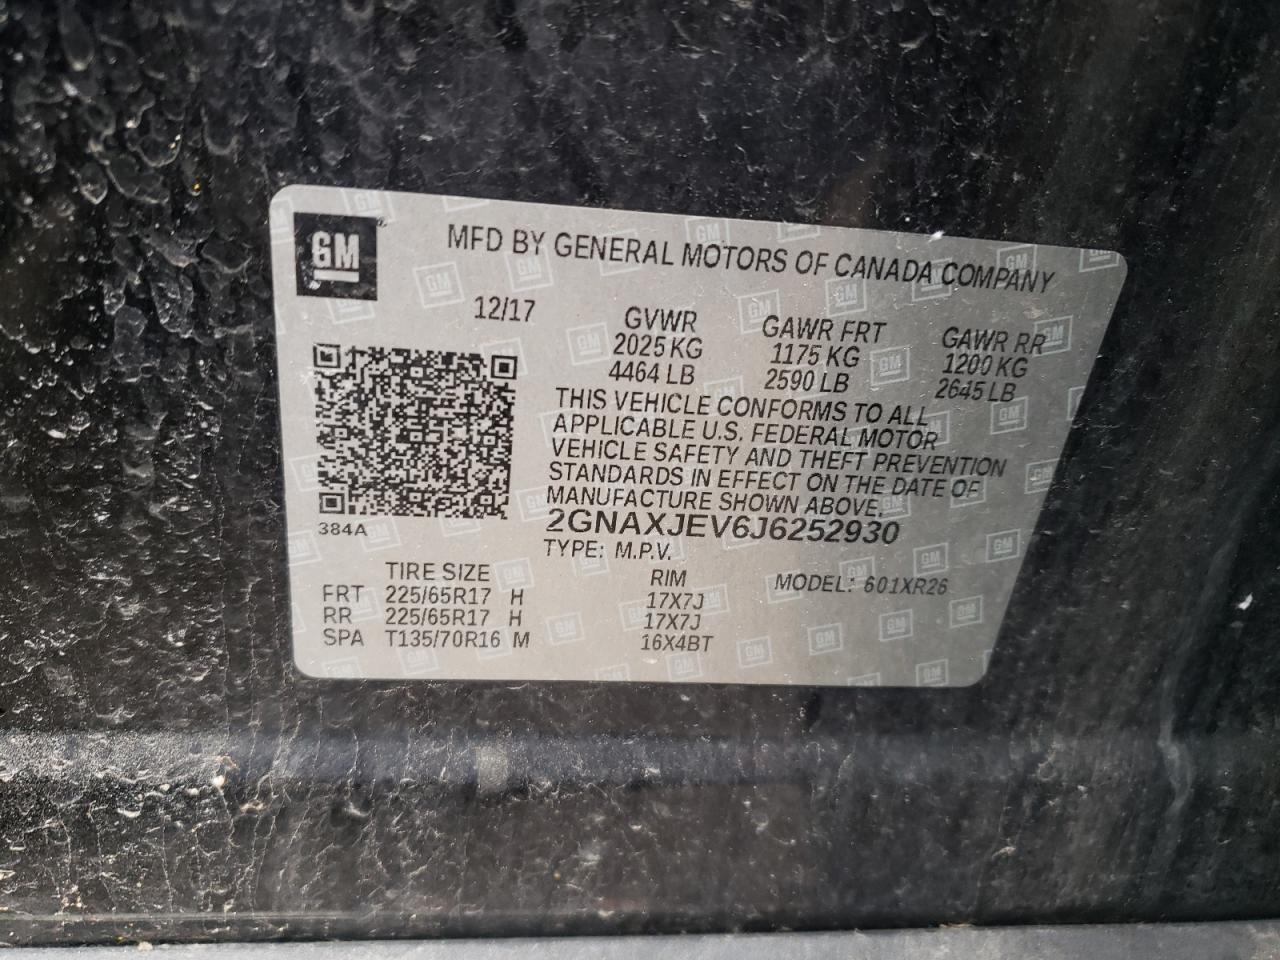 GM
MFD BY GENERAL MOTORS OF CANADA COMPANY
12/17
GVWR GAWR FRT GAWR RR
2025 KG 1175 KG 1200 KG
4464 LB 2590 LB 2645 LB
THIS VEHICLE CONFORMS TO ALL
APPLICABLE U.S. FEDERAL MOTOR
VEHICLE SAFETY AND THEFT PREVENTION
STANDARDS IN EFFECT ON THE DATE OF
MANUFACTURE SHOWN ABOVE.
2GNAXJEV6J6252930
384A
TYPE: M.P.V.
TIRE SIZE RIM MODEL: 601XR26
FRT 225/65R17 H 17X7J
RR 225/65R17 H 17X7J
SPA T135/70R16 M 16X4BT